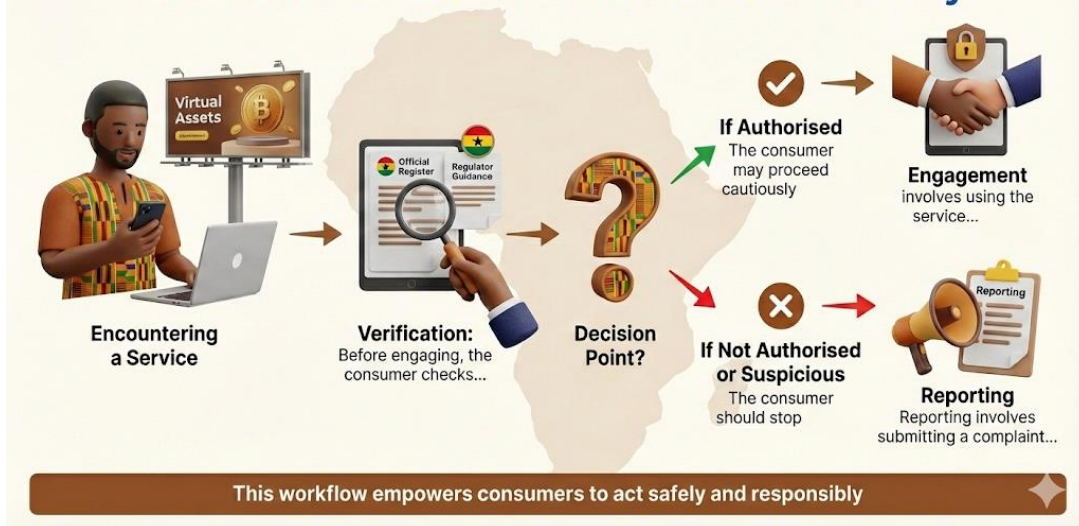 Virtual
Assets
Official
Register
Regulator
Guidance
Encountering
a Service
Verification:
Before engaging, the
consumer checks...
Decision
Point?
If Authorised
The consumer
may proceed
cautiously
Engagement
involves using the
service...
If Not Authorised
or Suspicious
The consumer
should stop
Reporting
Reporting
Reporting involves
submitting a complaint...
This workflow empowers consumers to act safely and responsibly